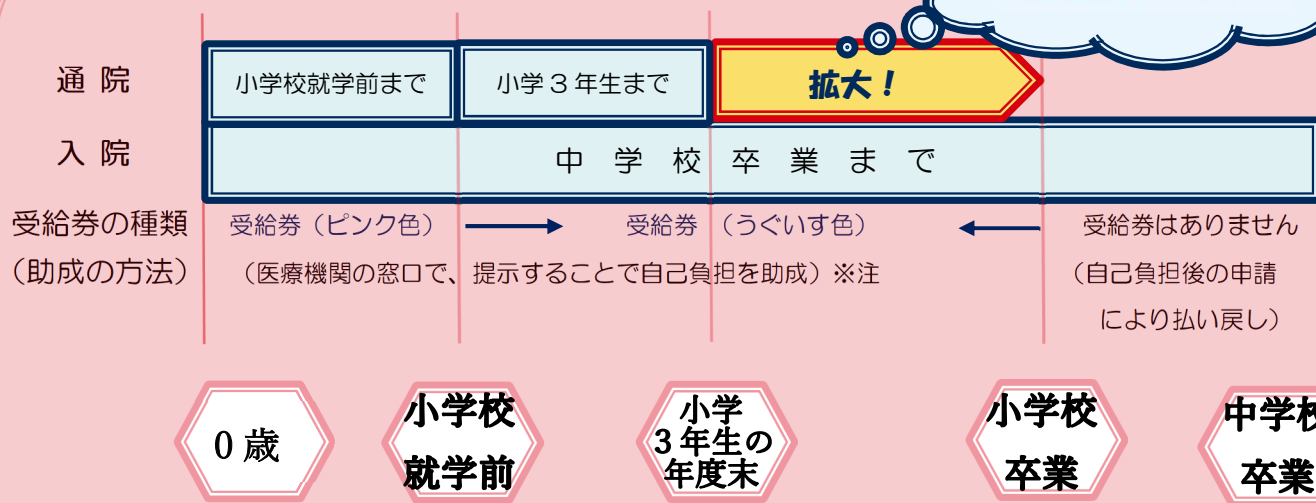 通院 小学校就学前まで 小学3年生まで 拡大!
入院 中学校卒業まで
受給券の種類 受給券(ピンク色) 受給券(うぐいす色) 受給券はありません
(助成の方法) (医療機関の窓口で、提示することで自己負担を助成)※注 (自己負担後の申請
により払い戻し)
0歳
小学校
就学前
小学
3年生の
年度末
小学校
卒業
中学校
卒業